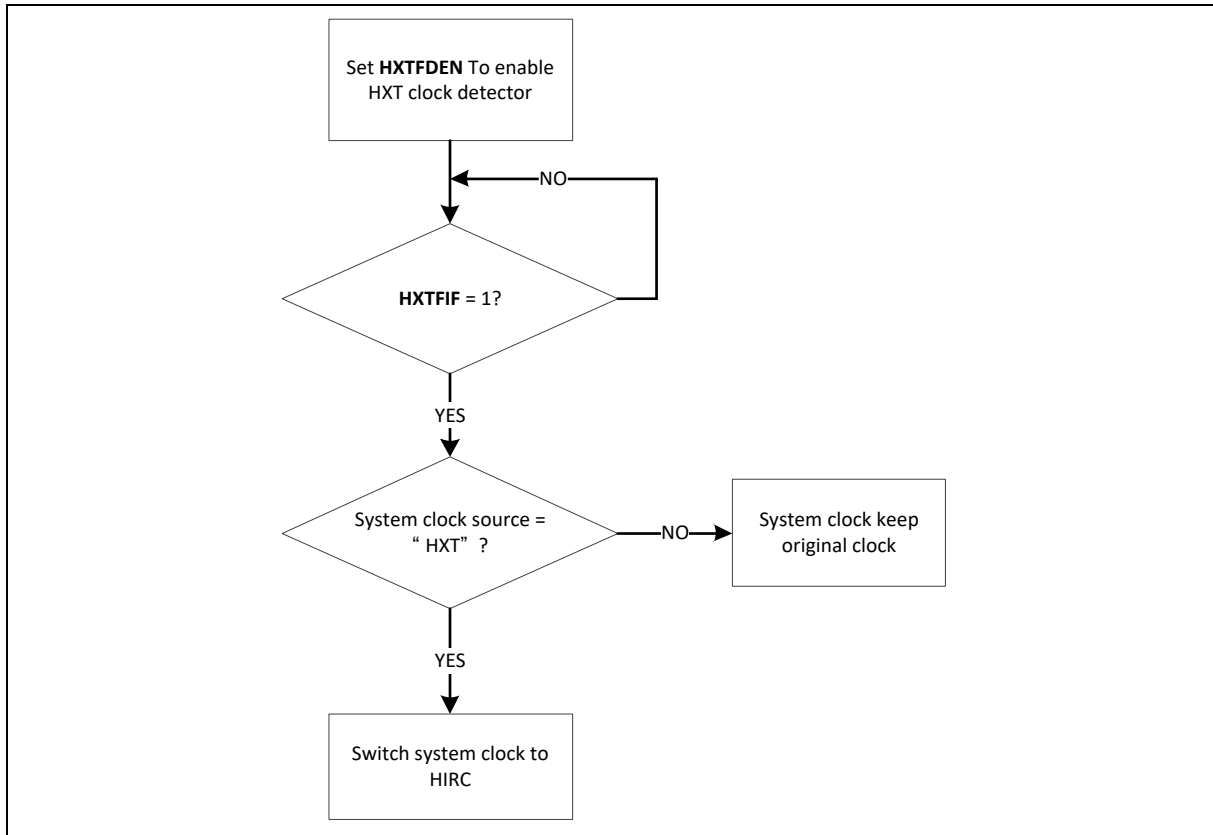 Set HXTFDEN To enable
HXT clock detector
NO
HXTFIF = 1?
YES
System clock source =
“ HXT” ?
NO
System clock keep
original clock
YES
Switch system clock to
HIRC